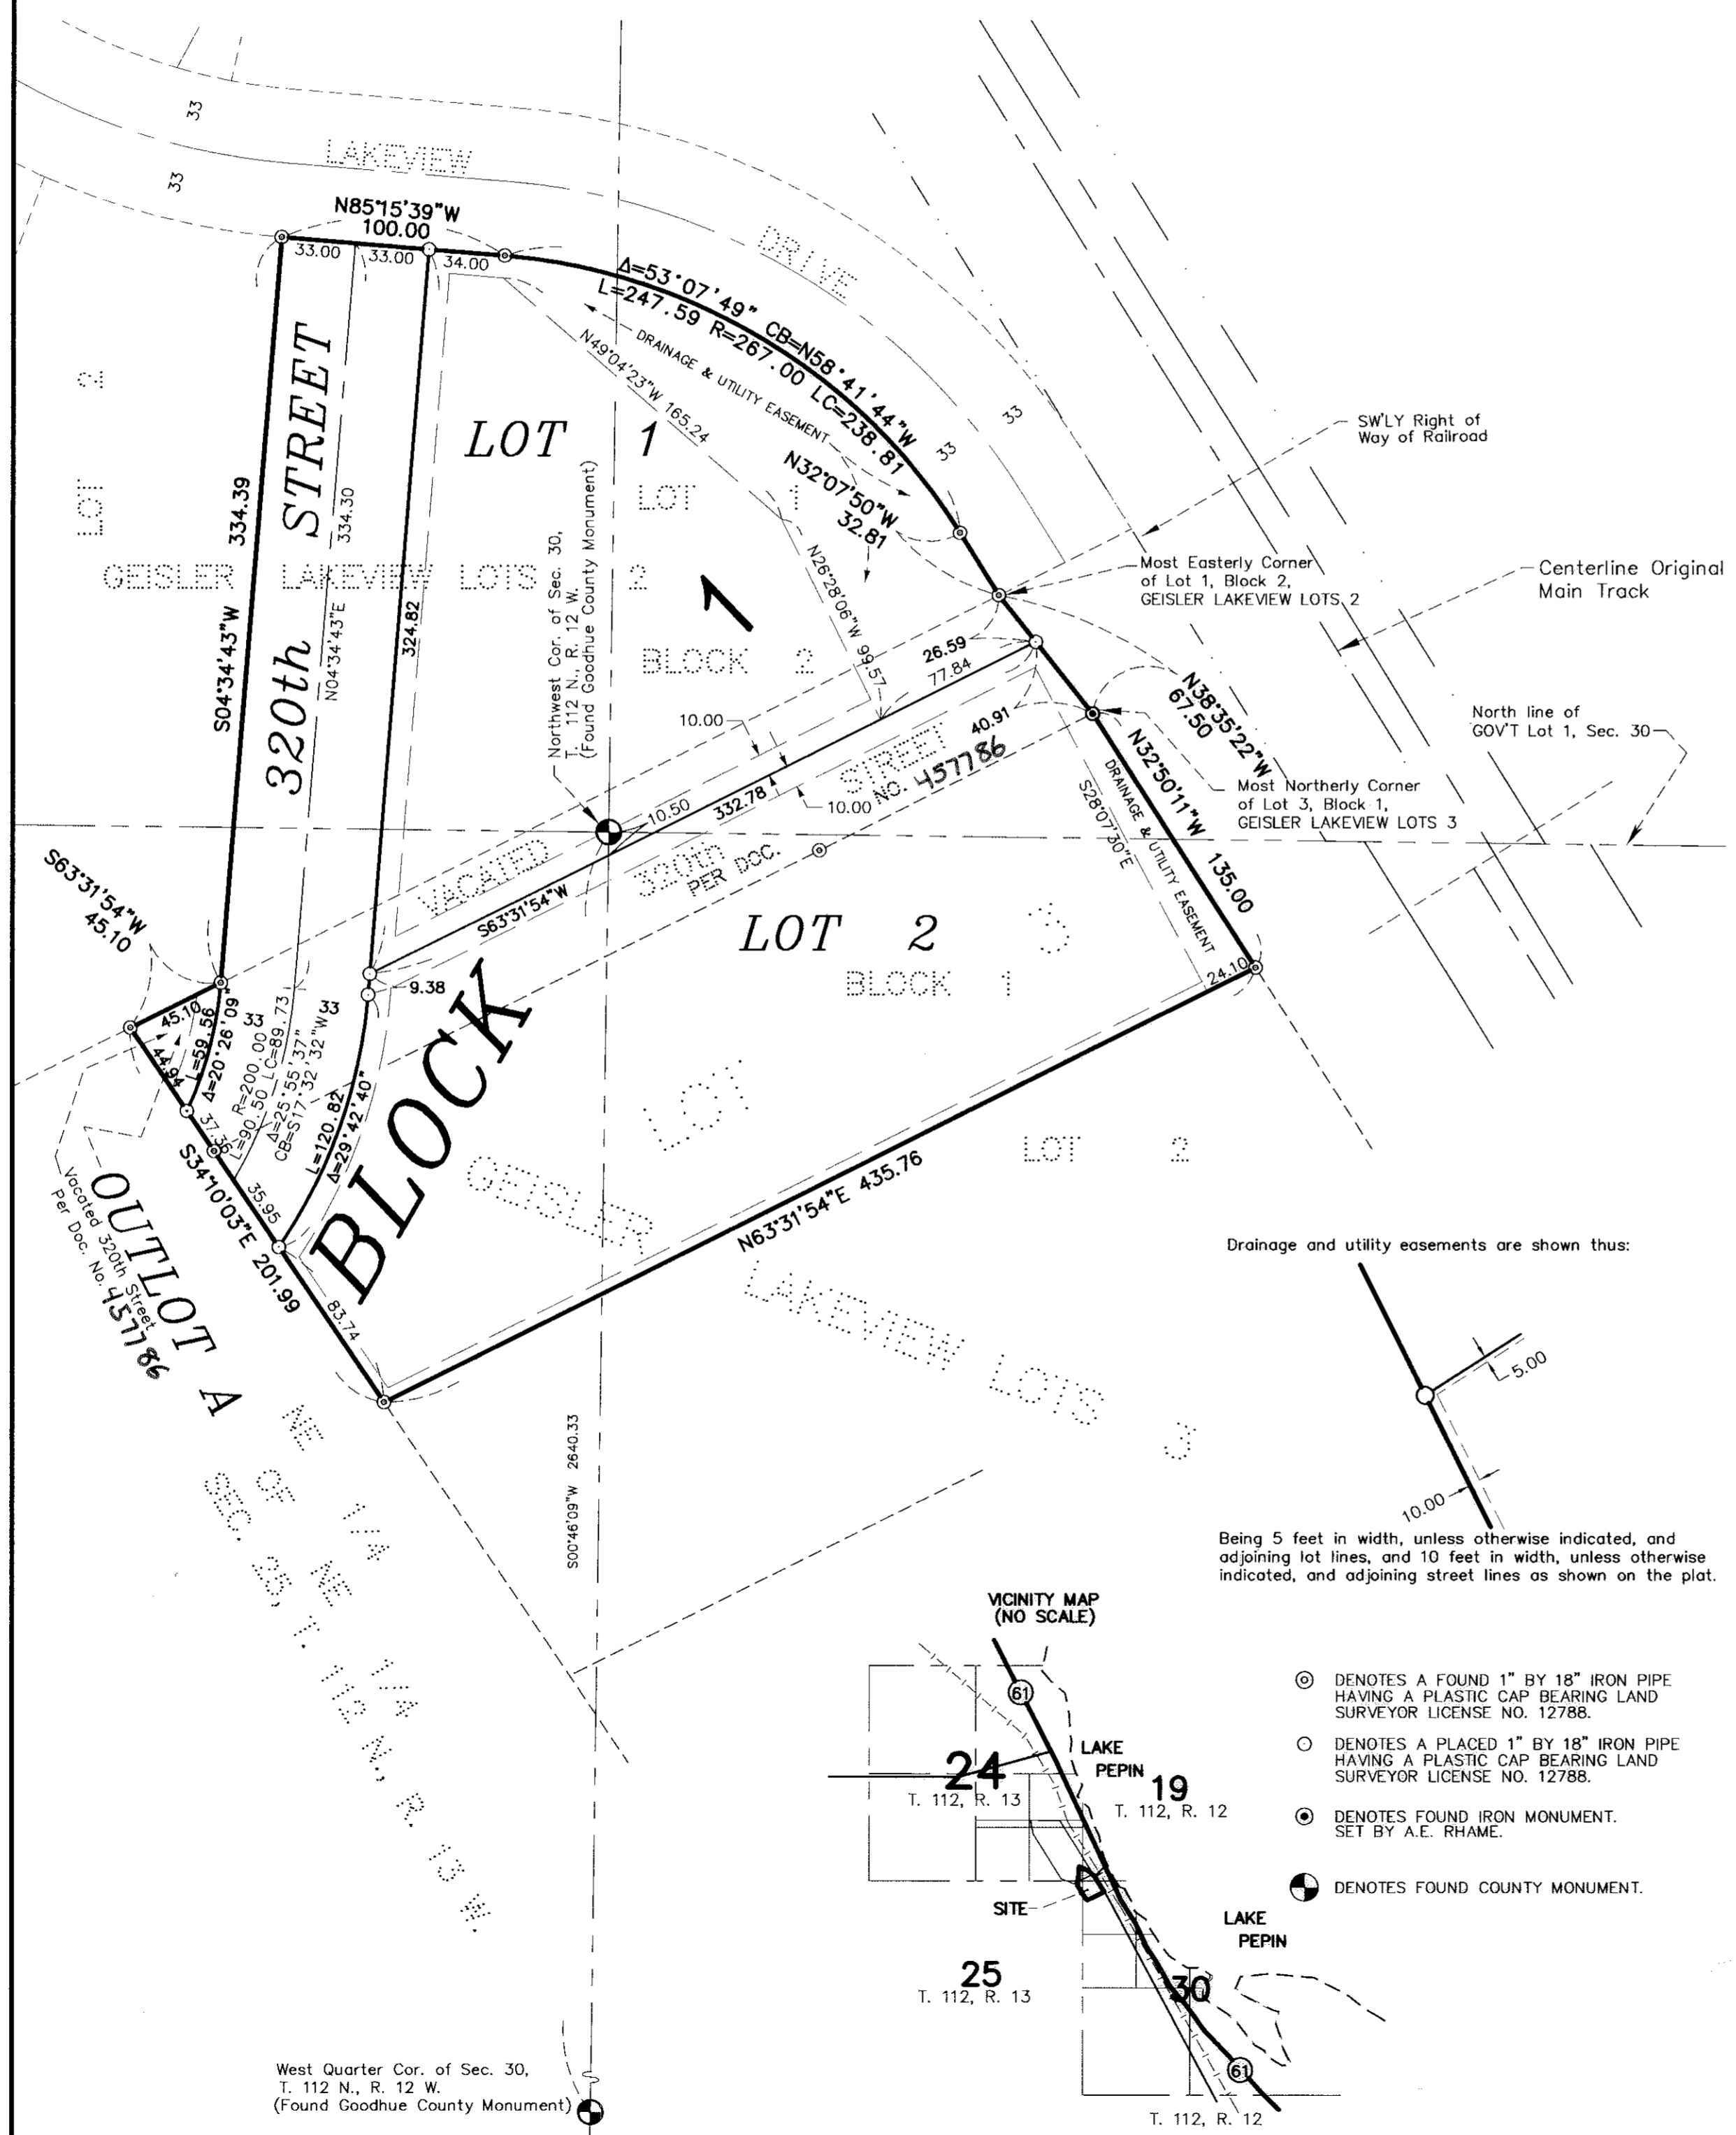 33
33
LAKEVIEW
DRIVE
N85°15'39"W
100.00
33.00
33.00
34.00
Δ=53°07'49" CB=N58°41'44"W
L=247.59 R=267.00 LC=238.81
DRAINAGE & UTILITY EASEMENT
N49°04'23"W 165.24
33
33
SW'LY Right of
Way of Railroad
LOT 2
320th STREET
334.39
S04°34'43"W
334.30
N04°34'43"E
324.82
LOT 1
LOT 1
N32°07'50"W
32.81
N26°28'06"W 99.57
GEISLER LAKEVIEW LOTS 2
BLOCK 2
1
Northwest Cor. of Sec. 30,
T. 112 N., R. 12 W.
(Found Goodhue County Monument)
Most Easterly Corner
of Lot 1, Block 2,
GEISLER LAKEVIEW LOTS 2
Centerline Original
Main Track
26.59
77.84
N38°35'22"W
67.50
40.91
10.00
10.00
North line of
GOV'T Lot 1, Sec. 30
Most Northerly Corner
of Lot 3, Block 1,
GEISLER LAKEVIEW LOTS 3
N32°50'11"W 135.00
DRAINAGE & UTILITY EASEMENT
S28°07'30"E
24.10
VACATED 320th STREET
PER DOC. NO. 457786
10.50
332.78
S63°31'54"W
S63°31'54"W
45.10
45.10
9.38
LOT 2
BLOCK 1
LOT 3
44.94
L=59.56
Δ=20°26'09"
33
33
R=200.00
L=90.50 LC=89.73
Δ=25°55'37"
CB=S17°32'32"W
L=120.82
Δ=29°42'40"
37.36
35.95
S34°10'03"E 201.99
83.74
BLOCK
GEISLER LAKEVIEW LOTS 3
LOT 2
N63°31'54"E 435.76
OUTLOT A
Vacated 320th Street
Per Doc. No. 457786
NE 1/4
OF NE 1/4
SEC. 25, T. 112 N., R. 13 W.
S00°46'09"W 2640.33
Drainage and utility easements are shown thus:
5.00
10.00
Being 5 feet in width, unless otherwise indicated, and
adjoining lot lines, and 10 feet in width, unless otherwise
indicated, and adjoining street lines as shown on the plat.
VICINITY MAP
(NO SCALE)
61
LAKE
PEPIN
24
T. 112, R. 13
19
T. 112, R. 12
SITE
LAKE
PEPIN
25
T. 112, R. 13
30
61
T. 112, R. 12
DENOTES A FOUND 1" BY 18" IRON PIPE
HAVING A PLASTIC CAP BEARING LAND
SURVEYOR LICENSE NO. 12788.
DENOTES A PLACED 1" BY 18" IRON PIPE
HAVING A PLASTIC CAP BEARING LAND
SURVEYOR LICENSE NO. 12788.
DENOTES FOUND IRON MONUMENT.
SET BY A.E. RHAME.
DENOTES FOUND COUNTY MONUMENT.
West Quarter Cor. of Sec. 30,
T. 112 N., R. 12 W.
(Found Goodhue County Monument)